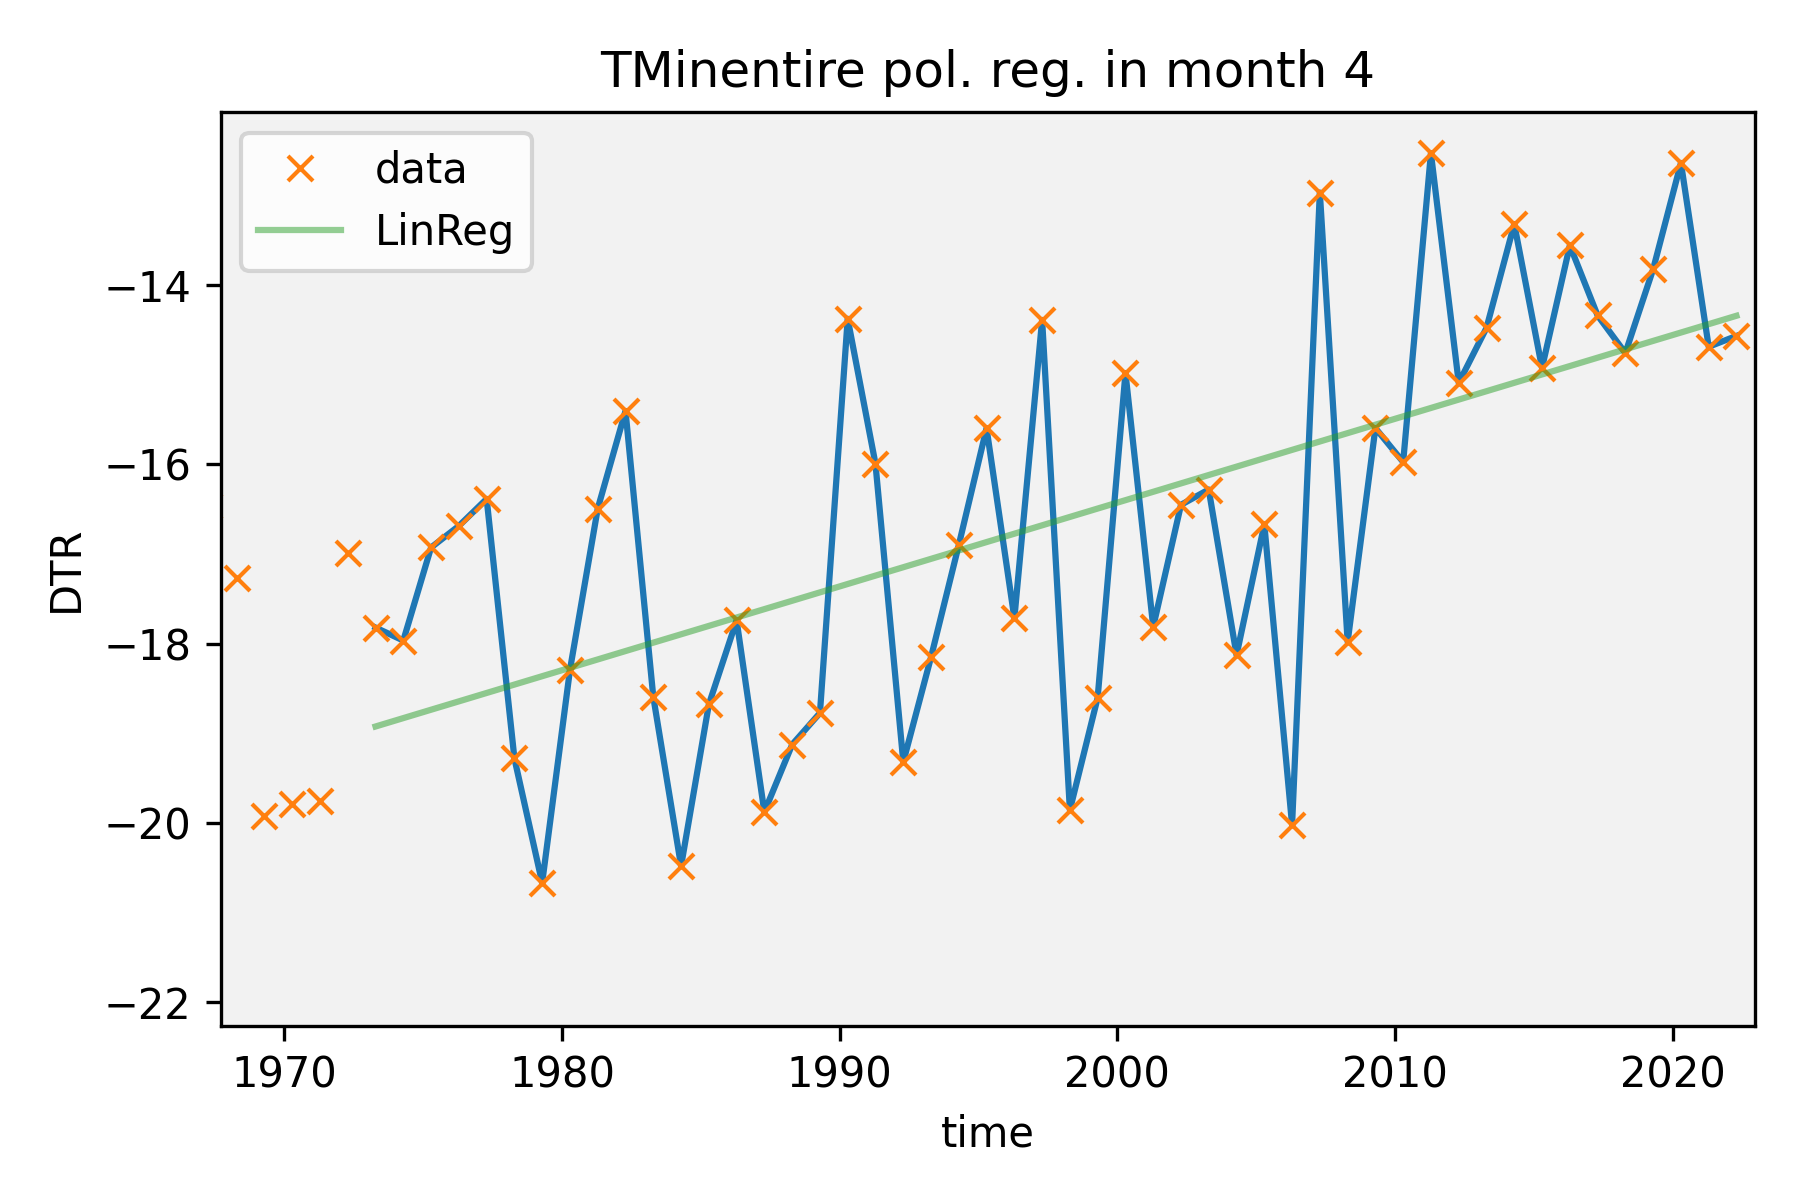 TMinentire pol. reg. in month 4
data
LinReg
DTR
−14
−16
−18
−20
−22
1970 1980 1990 2000 2010 2020
time